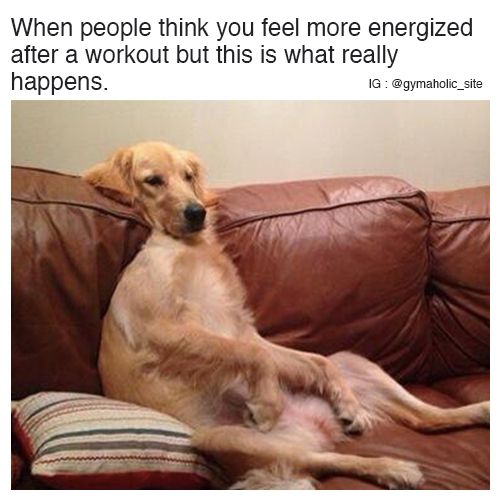 When people think you feel more energized
after a workout but this is what really
happens.
IG : @gymaholic_site